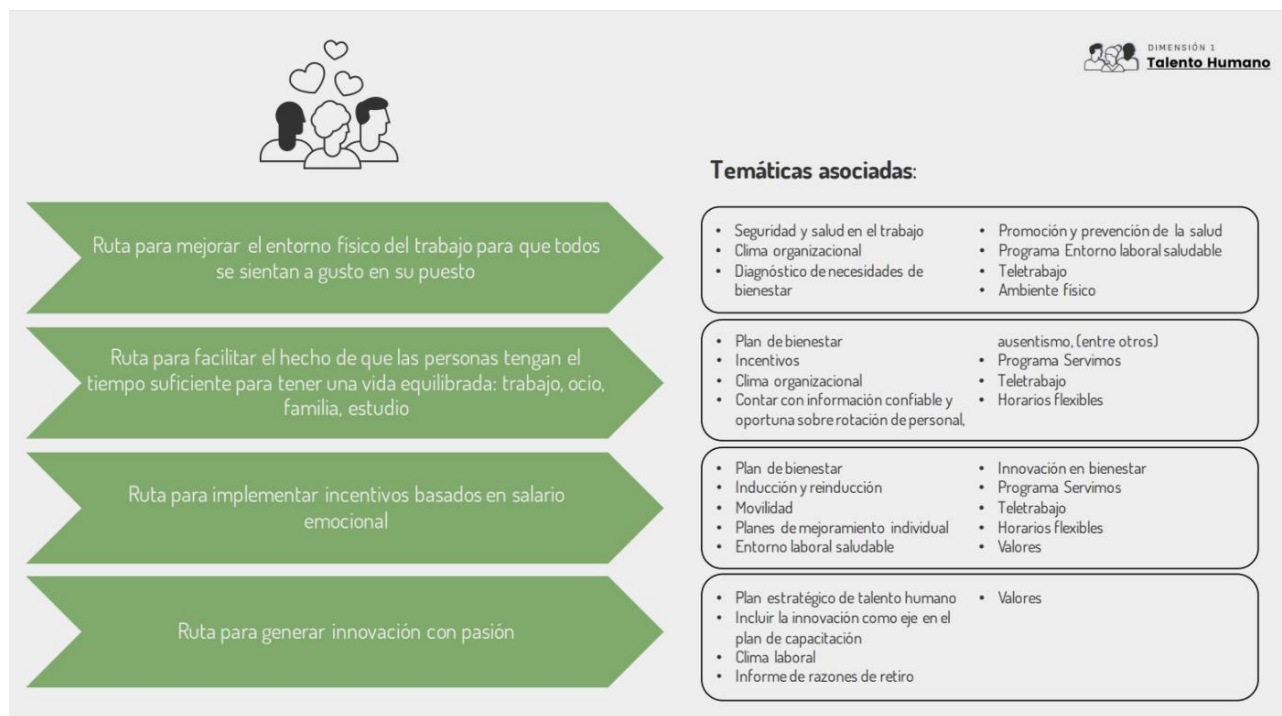 DIMENSIÓN 1
Talento Humano
Temáticas asociadas:
Ruta para mejorar el entorno físico del trabajo para que todos
se sientan a gusto en su puesto
• Seguridad y salud en el trabajo
• Clima organizacional
• Diagnóstico de necesidades de
bienestar
• Promoción y prevención de la salud
• Programa Entorno laboral saludable
• Teletrabajo
• Ambiente físico
Ruta para facilitar el hecho de que las personas tengan el
tiempo suficiente para tener una vida equilibrada: trabajo, ocio,
familia, estudio
• Plan de bienestar
• Incentivos
• Clima organizacional
• Contar con información confiable y
oportuna sobre rotación de personal,
ausentismo, (entre otros)
• Programa Servimos
• Teletrabajo
• Horarios flexibles
Ruta para implementar incentivos basados en salario
emocional
• Plan de bienestar
• Inducción y reinducción
• Movilidad
• Planes de mejoramiento individual
• Entorno laboral saludable
• Innovación en bienestar
• Programa Servimos
• Teletrabajo
• Horarios flexibles
• Valores
Ruta para generar innovación con pasión
• Plan estratégico de talento humano
• Incluir la innovación como eje en el
plan de capacitación
• Clima laboral
• Informe de razones de retiro
• Valores